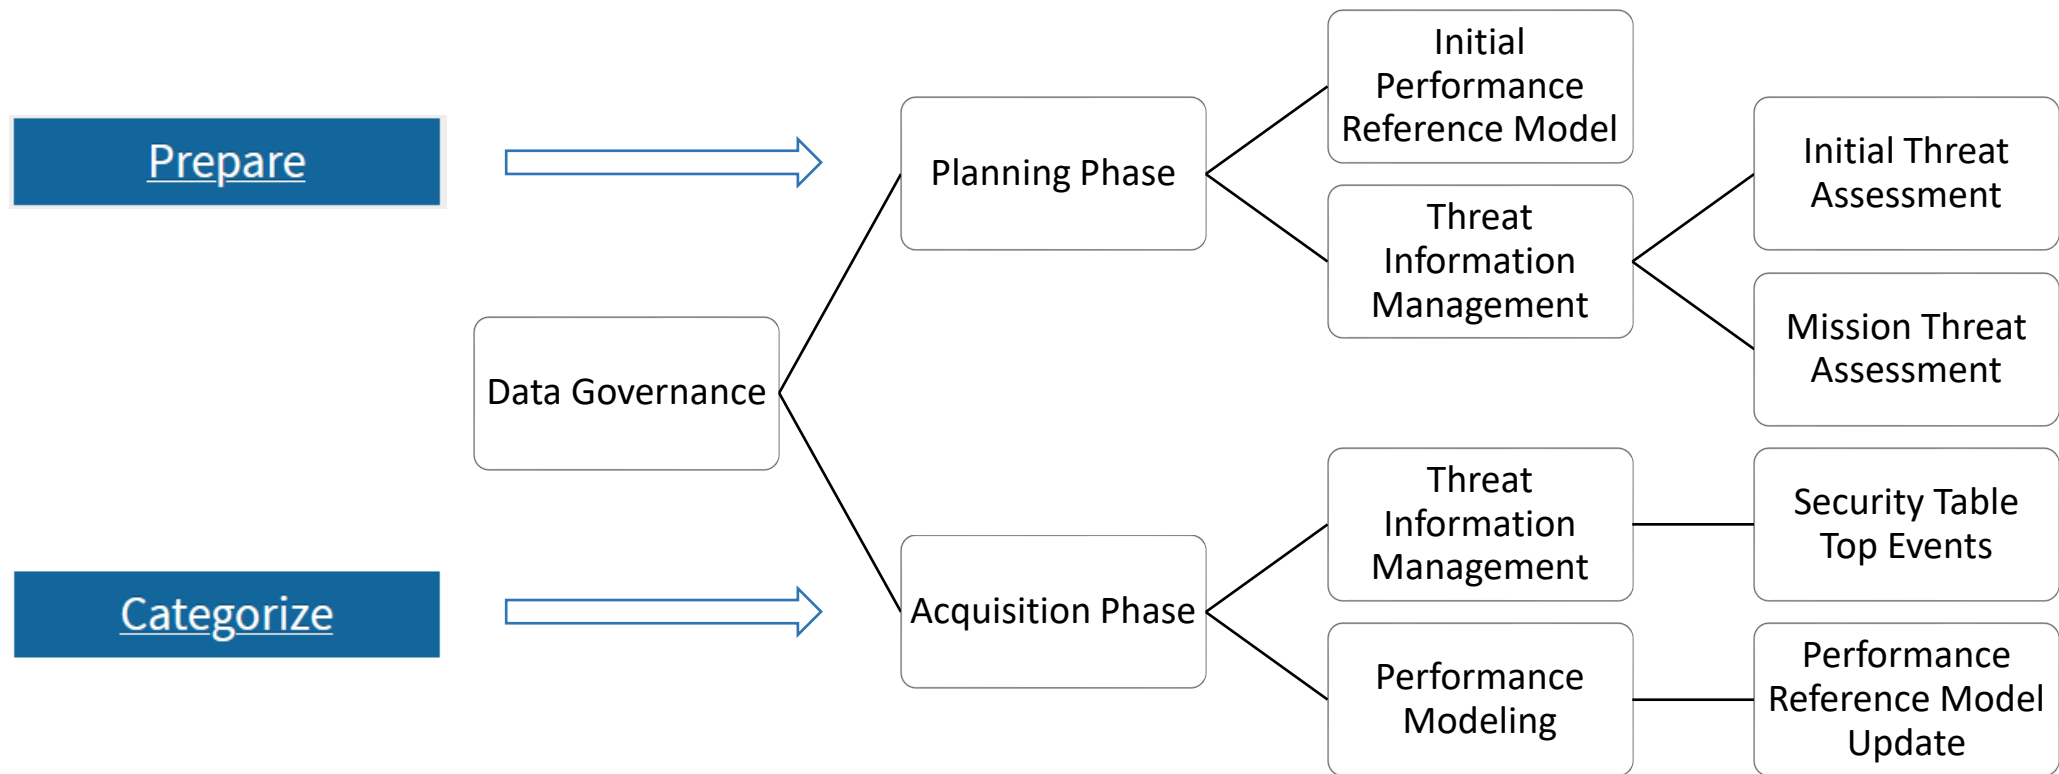 Prepare
Categorize
Data Governance
Planning Phase
Acquisition Phase
Initial
Performance
Reference Model
Threat
Information
Management
Threat
Information
Management
Performance
Modeling
Initial Threat
Assessment
Mission Threat
Assessment
Security Table
Top Events
Performance
Reference Model
Update